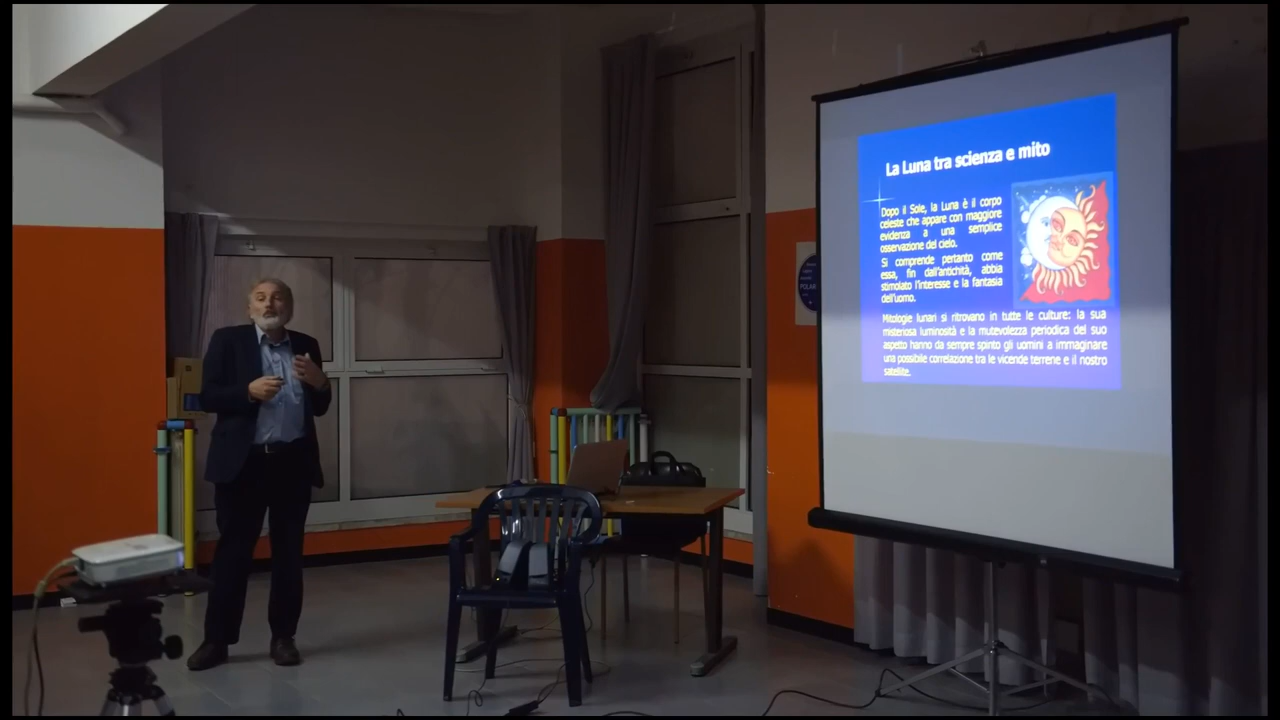 La Luna tra scienza e mito
Dopo il Sole, la Luna è il corpo
celeste che appare con maggiore
evidenza a una semplice
osservazione del cielo.
Si comprende pertanto come
essa, fin dall'antichità, abbia
stimolato l'interesse e la fantasia
dell'uomo.
Mitologie lunari si ritrovano in tutte le culture: la sua
misteriosa luminosità e la mutevolezza periodica del suo
aspetto hanno da sempre spinto gli uomini a immaginare
una possibile correlazione tra le vicende terrene e il nostro
satellite.